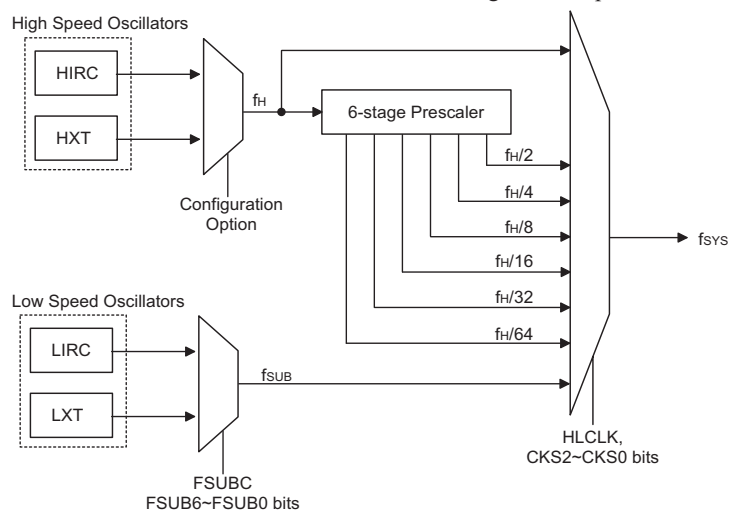 High Speed Oscillators
HIRC
HXT
fH
6-stage Prescaler
fH/2
fH/4
fH/8
fH/16
fH/32
fH/64
Configuration
Option
fSYS
Low Speed Oscillators
LIRC
LXT
fSUB
FSUBC
FSUB6~FSUB0 bits
HLCLK,
CKS2~CKS0 bits